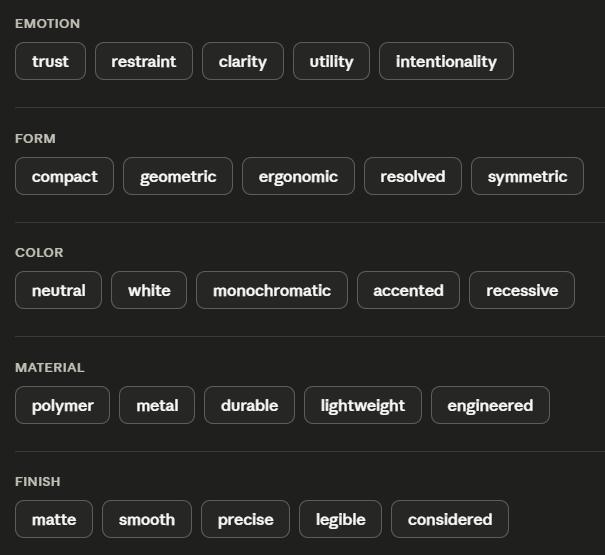 EMOTION
trust restraint clarity utility intentionality
FORM
compact geometric ergonomic resolved symmetric
COLOR
neutral white monochromatic accented recessive
MATERIAL
polymer metal durable lightweight engineered
FINISH
matte smooth precise legible considered